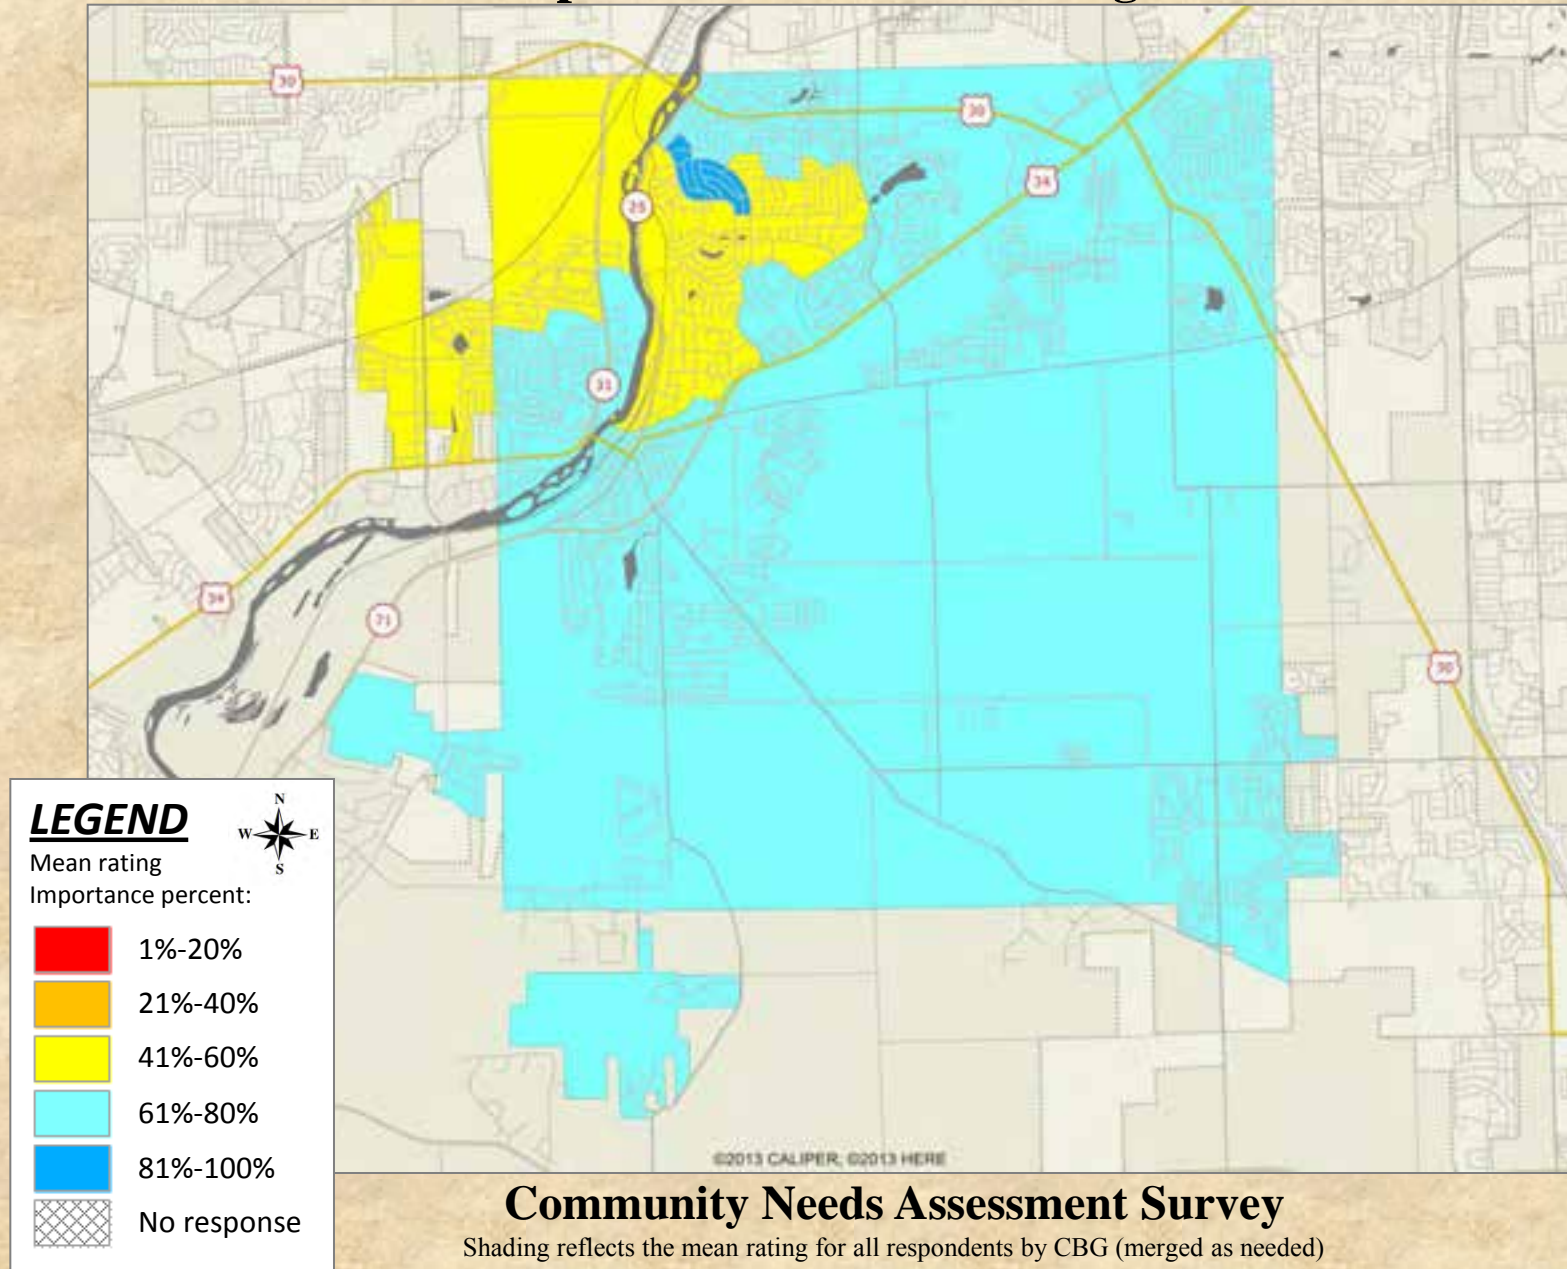 30
30
34
25
31
34
71
30
LEGEND
N
W E
S
Mean rating
Importance percent:
1%-20%
21%-40%
41%-60%
61%-80%
81%-100%
No response
©2013 CALIPER, ©2013 HERE
Community Needs Assessment Survey
Shading reflects the mean rating for all respondents by CBG (merged as needed)